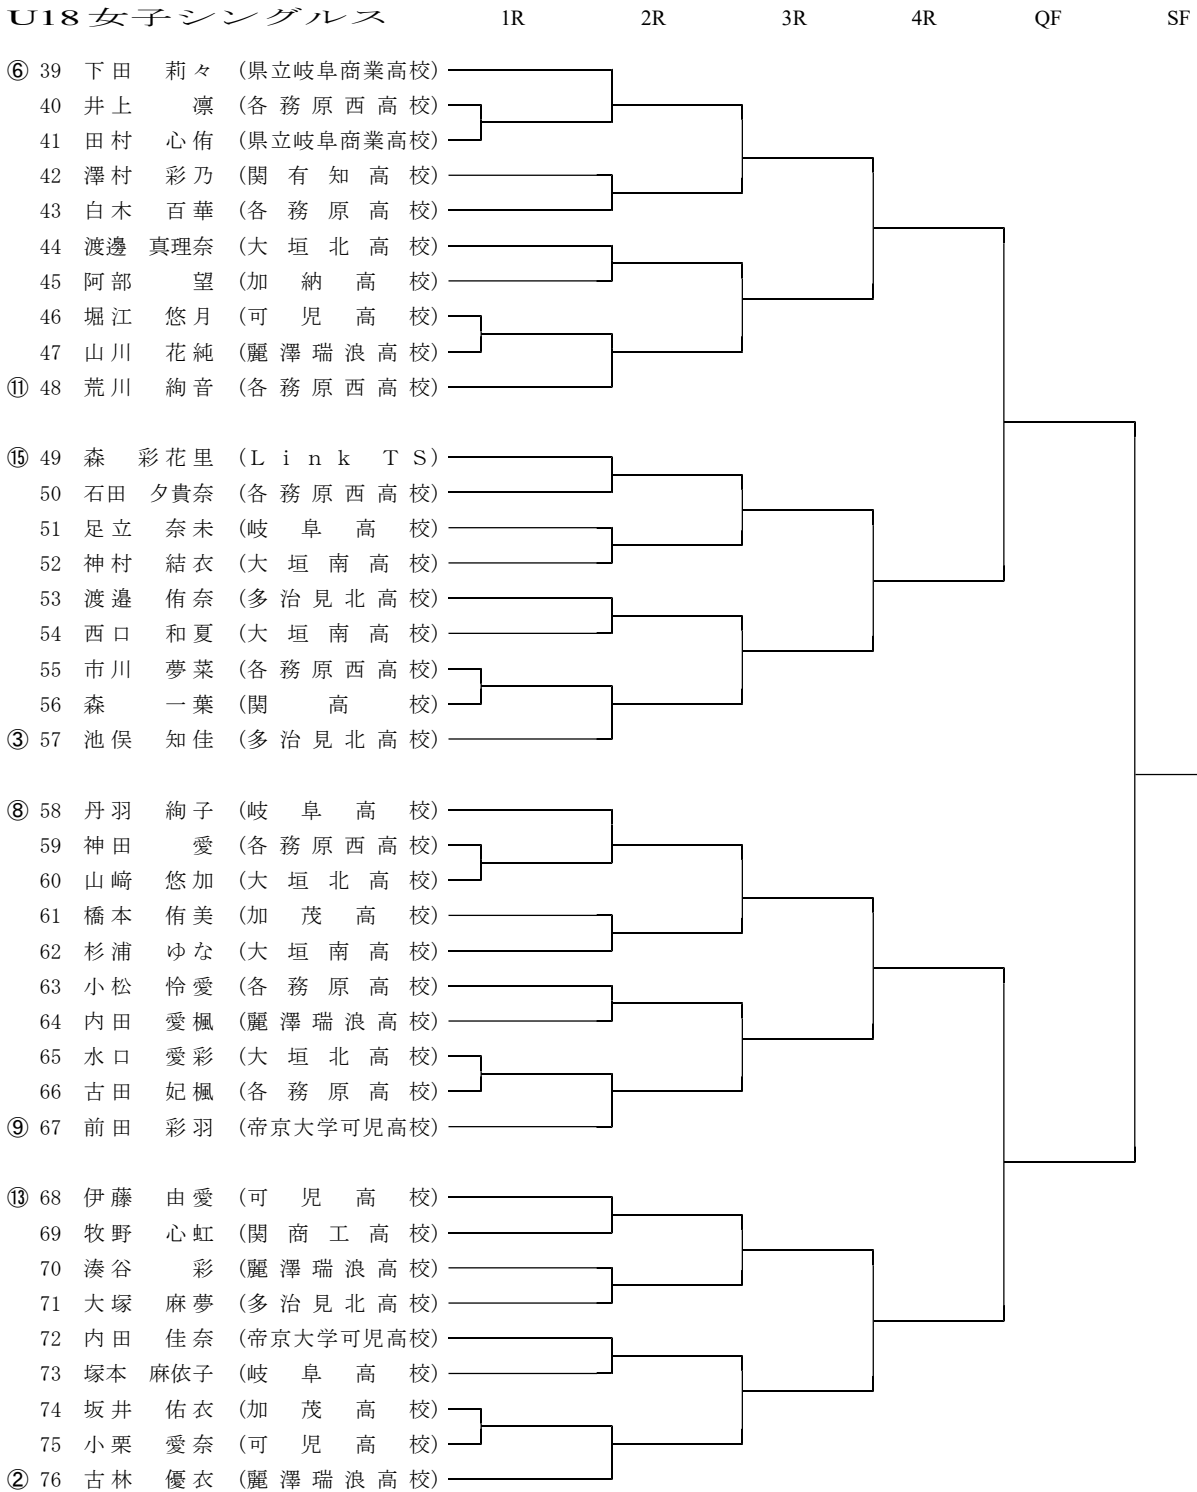 U18女子シングルス 1R 2R 3R 4R QF SF
⑥ 39 下田 莉々 (県立岐阜商業高校)
40 井上 凛 (各務原西高校)
41 田村 心侑 (県立岐阜商業高校)
42 澤村 彩乃 (関有知高校)
43 白木 百華 (各務原高校)
44 渡邊 真理奈 (大垣北高校)
45 阿部 望 (加納高校)
46 堀江 悠月 (可児高校)
47 山川 花純 (麗澤瑞浪高校)
⑪ 48 荒川 絢音 (各務原西高校)
⑮ 49 森 彩花里 (Link TS)
50 石田 夕貴奈 (各務原西高校)
51 足立 奈未 (岐阜高校)
52 神村 結衣 (大垣南高校)
53 渡邉 侑奈 (多治見北高校)
54 西口 和夏 (大垣南高校)
55 市川 夢菜 (各務原西高校)
56 森 一葉 (関高校)
③ 57 池俣 知佳 (多治見北高校)
⑧ 58 丹羽 絢子 (岐阜高校)
59 神田 愛 (各務原西高校)
60 山﨑 悠加 (大垣北高校)
61 橋本 侑美 (加茂高校)
62 杉浦 ゆな (大垣南高校)
63 小松 怜愛 (各務原高校)
64 内田 愛楓 (麗澤瑞浪高校)
65 水口 愛彩 (大垣北高校)
66 古田 妃楓 (各務原高校)
⑨ 67 前田 彩羽 (帝京大学可児高校)
⑬ 68 伊藤 由愛 (可児高校)
69 牧野 心虹 (関商工高校)
70 湊谷 彩 (麗澤瑞浪高校)
71 大塚 麻夢 (多治見北高校)
72 内田 佳奈 (帝京大学可児高校)
73 塚本 麻依子 (岐阜高校)
74 坂井 佑衣 (加茂高校)
75 小栗 愛奈 (可児高校)
② 76 古林 優衣 (麗澤瑞浪高校)